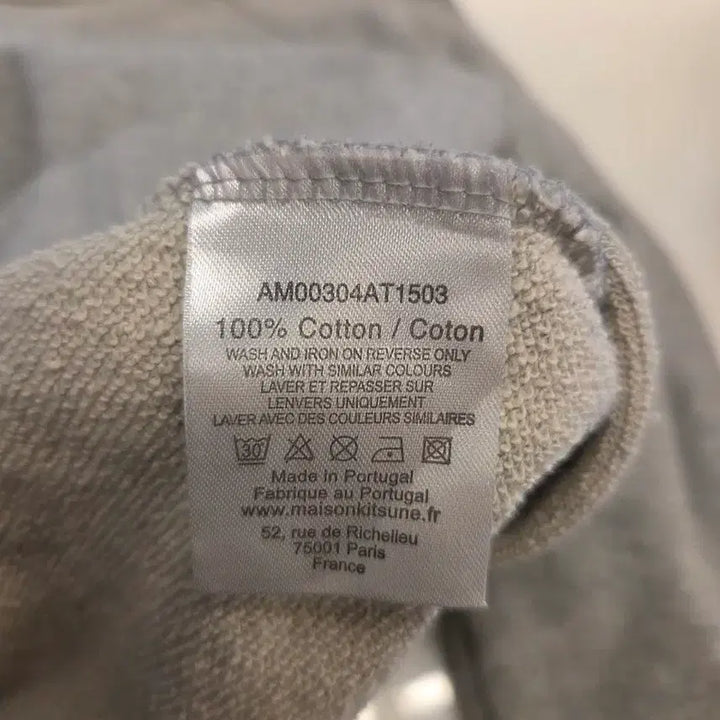 AM00304AT1503
100% Cotton / Coton
WASH AND IRON ON REVERSE ONLY
WASH WITH SIMILAR COLOURS
LAVER ET REPASSER SUR
LENVERS UNIQUEMENT
LAVER AVEC DES COULEURS SIMILAIRES
30
Made in Portugal
Fabrique au Portugal
www.maisonkitsune.fr
52, rue de Richelieu
75001 Paris
France